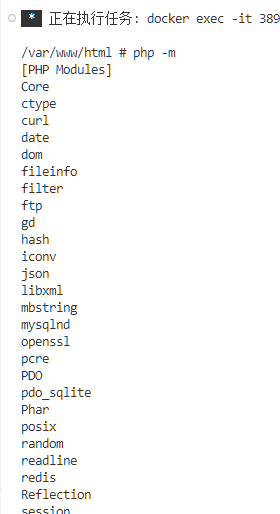 * 正在执行任务: docker exec -it 389
/var/www/html # php -m
[PHP Modules]
Core
ctype
curl
date
dom
fileinfo
filter
ftp
gd
hash
iconv
json
libxml
mbstring
mysqlnd
openssl
pcre
PDO
pdo_sqlite
Phar
posix
random
readline
redis
Reflection
session